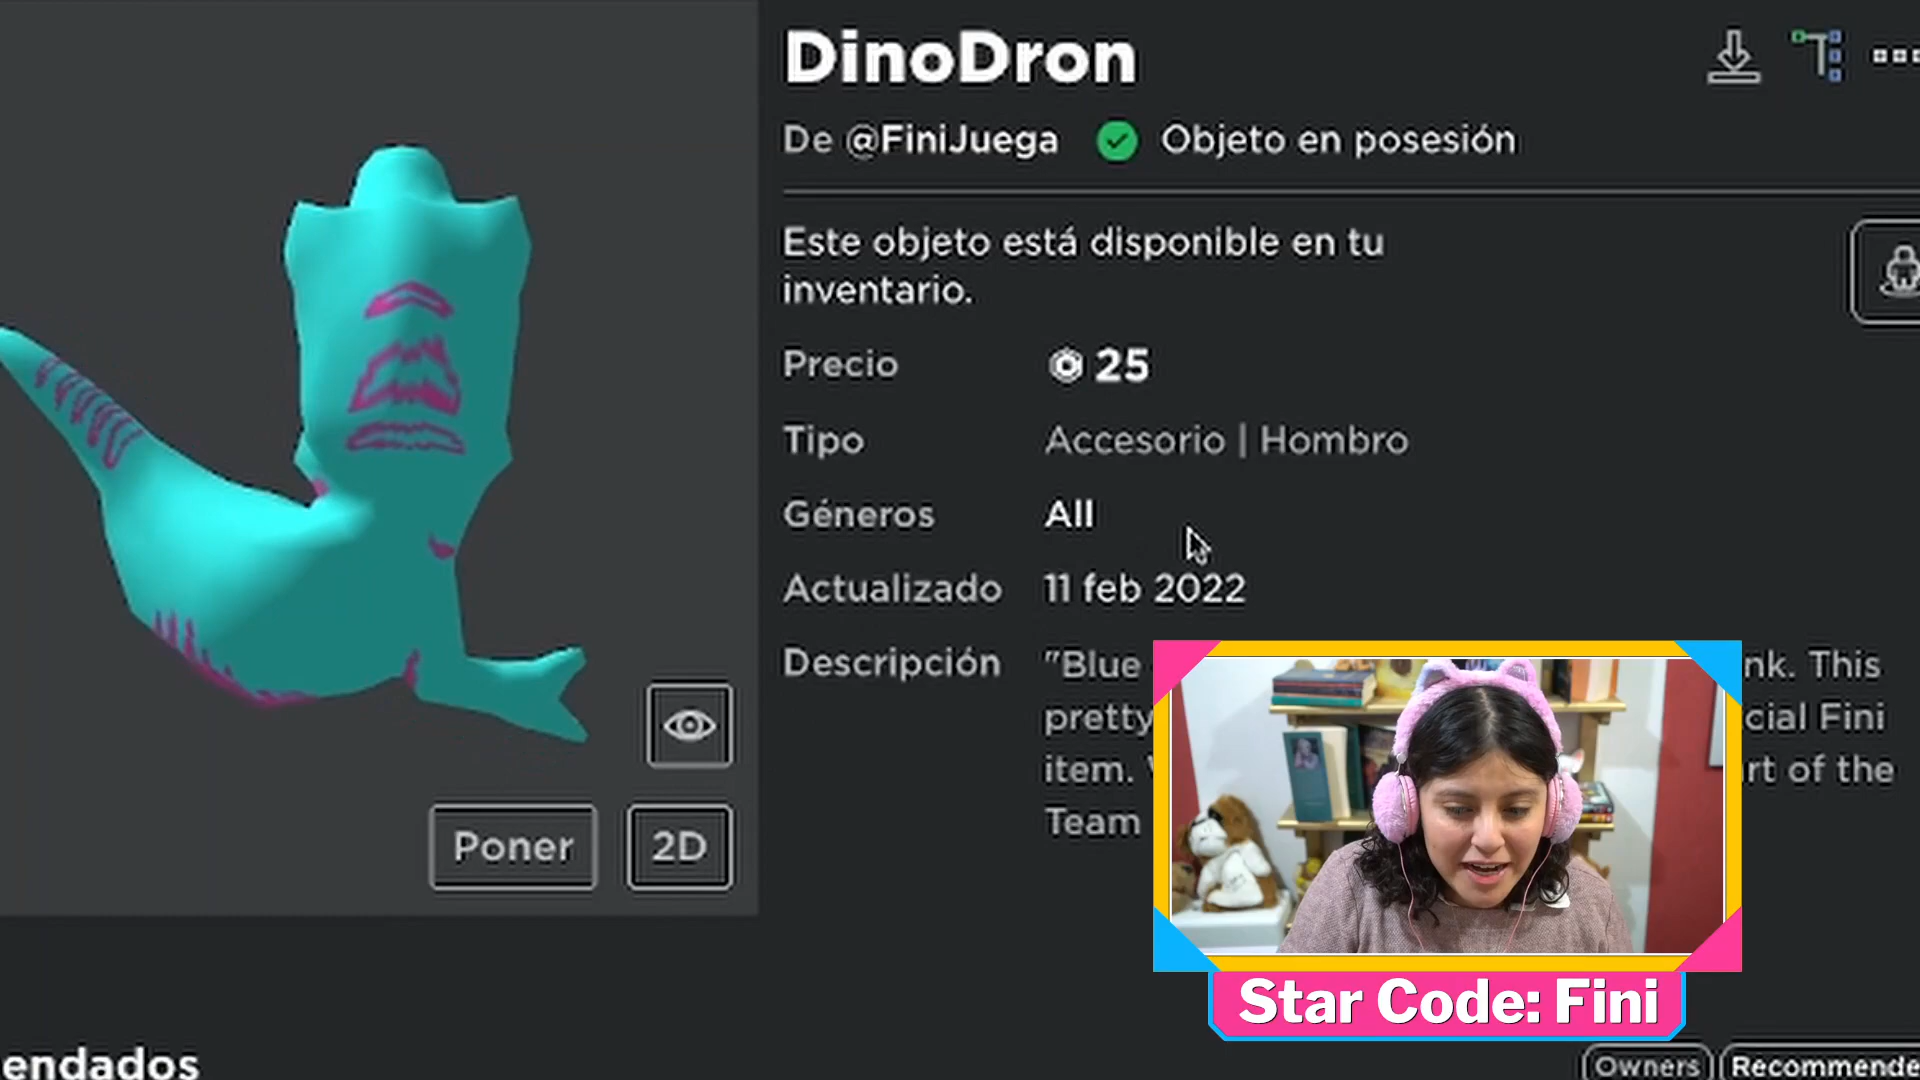 DinoDron
De @FiniJuega Objeto en posesión
Este objeto está disponible en tu
inventario.
Precio 25
Tipo Accesorio | Hombro
Géneros All
Actualizado 11 feb 2022
Descripción "Blue nk. This
pretty cial Fini
item. rt of the
Team
Poner 2D
Star Code: Fini
endados Owners Recommende